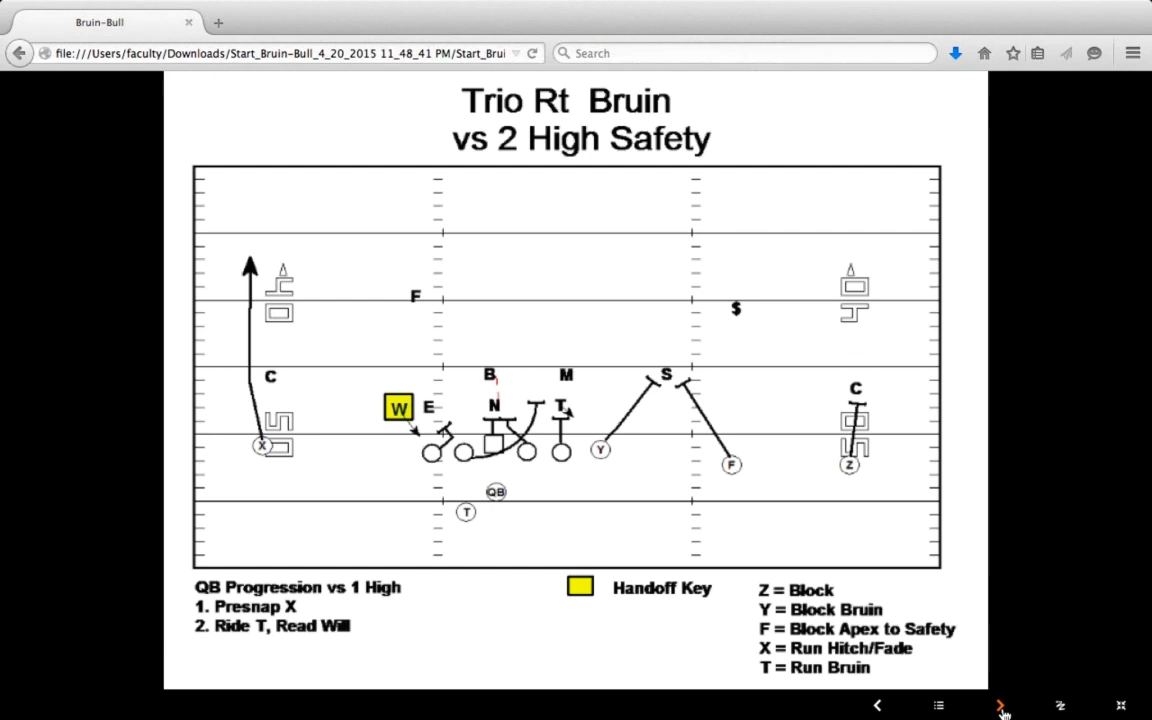 Bruin-Bull
file:///Users/faculty/Downloads/Start_Bruin-Bull_4_20_2015 11_48_41 PM/Start_Brui
Search
Trio Rt Bruin
vs 2 High Safety
F
$
C
B
M
S
C
W
E
N
T
X
Y
F
Z
QB
T
QB Progression vs 1 High
1. Presnap X
2. Ride T, Read Will
Handoff Key
Z = Block
Y = Block Bruin
F = Block Apex to Safety
X = Run Hitch/Fade
T = Run Bruin